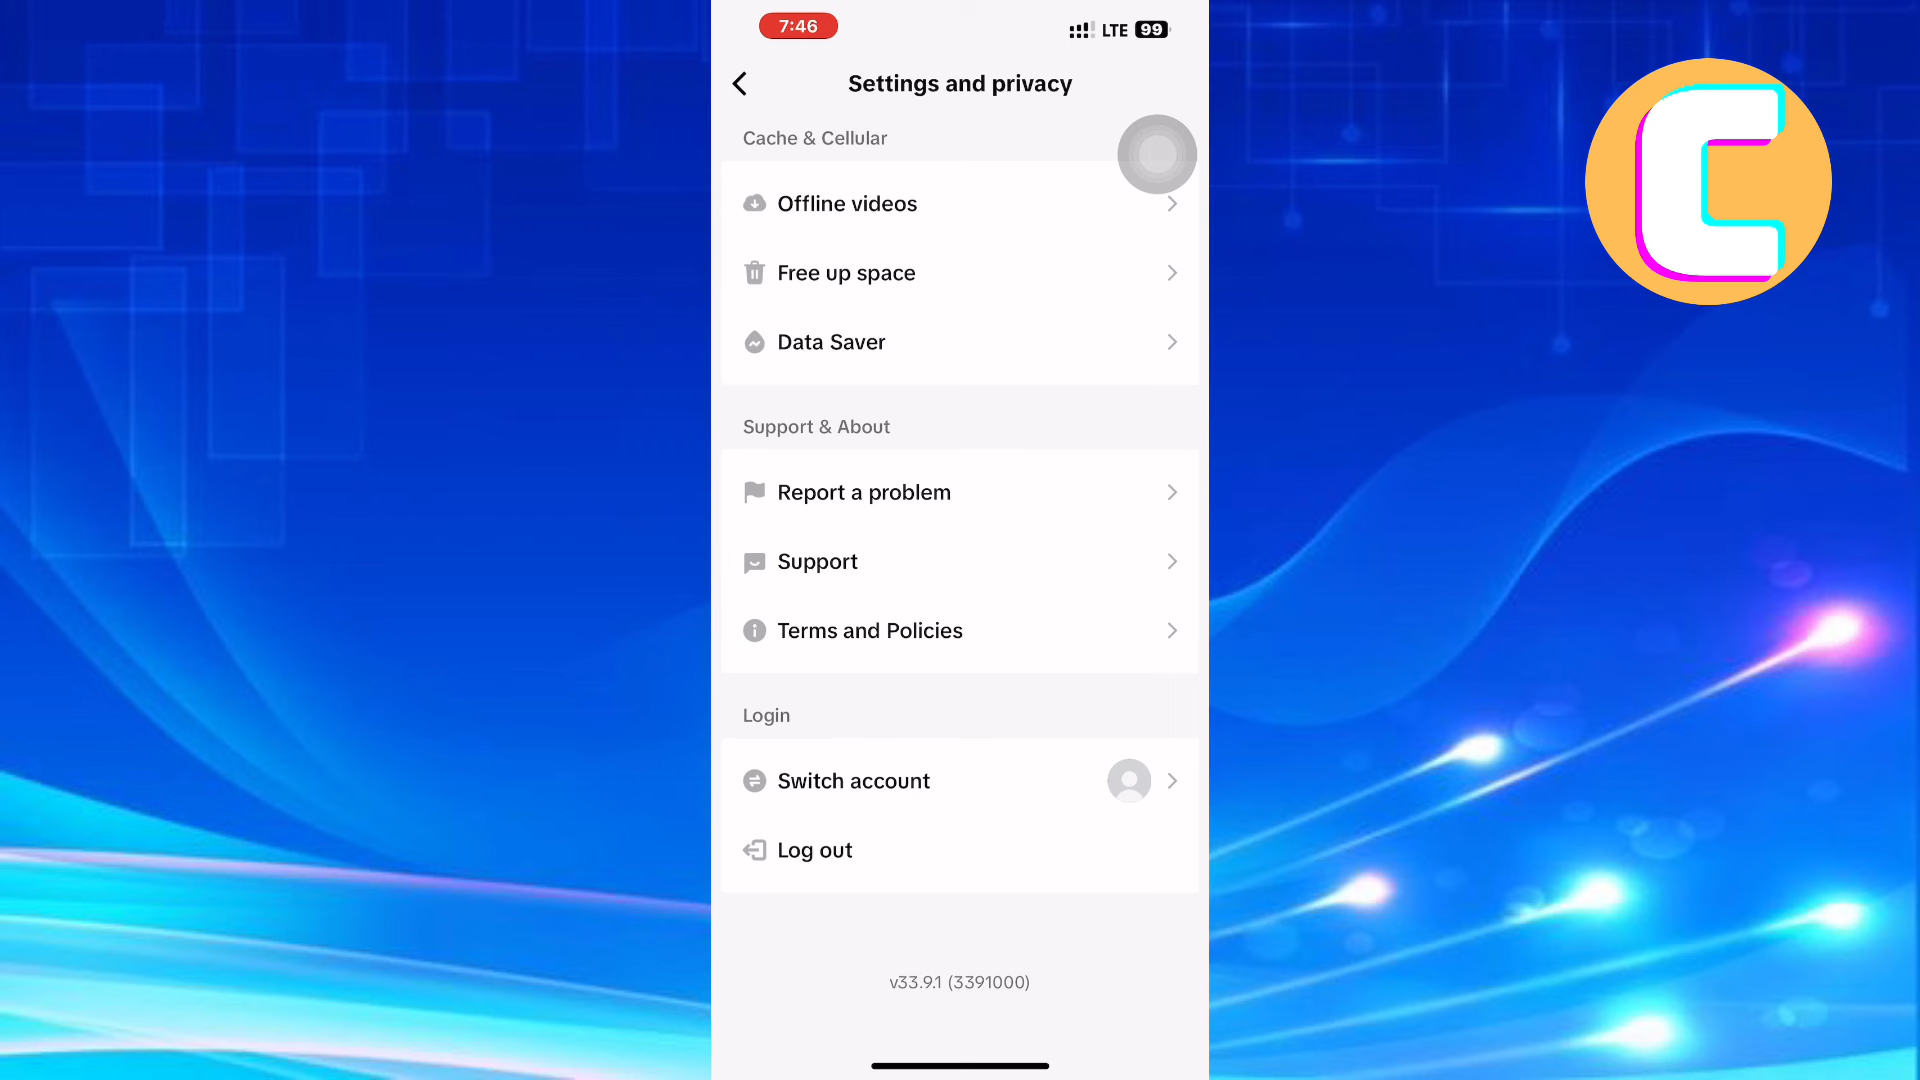 7:46
LTE 99
Settings and privacy
Cache & Cellular
Offline videos
Free up space
Data Saver
Support & About
Report a problem
Support
Terms and Policies
Login
Switch account
Log out
v33.9.1 (3391000)
C